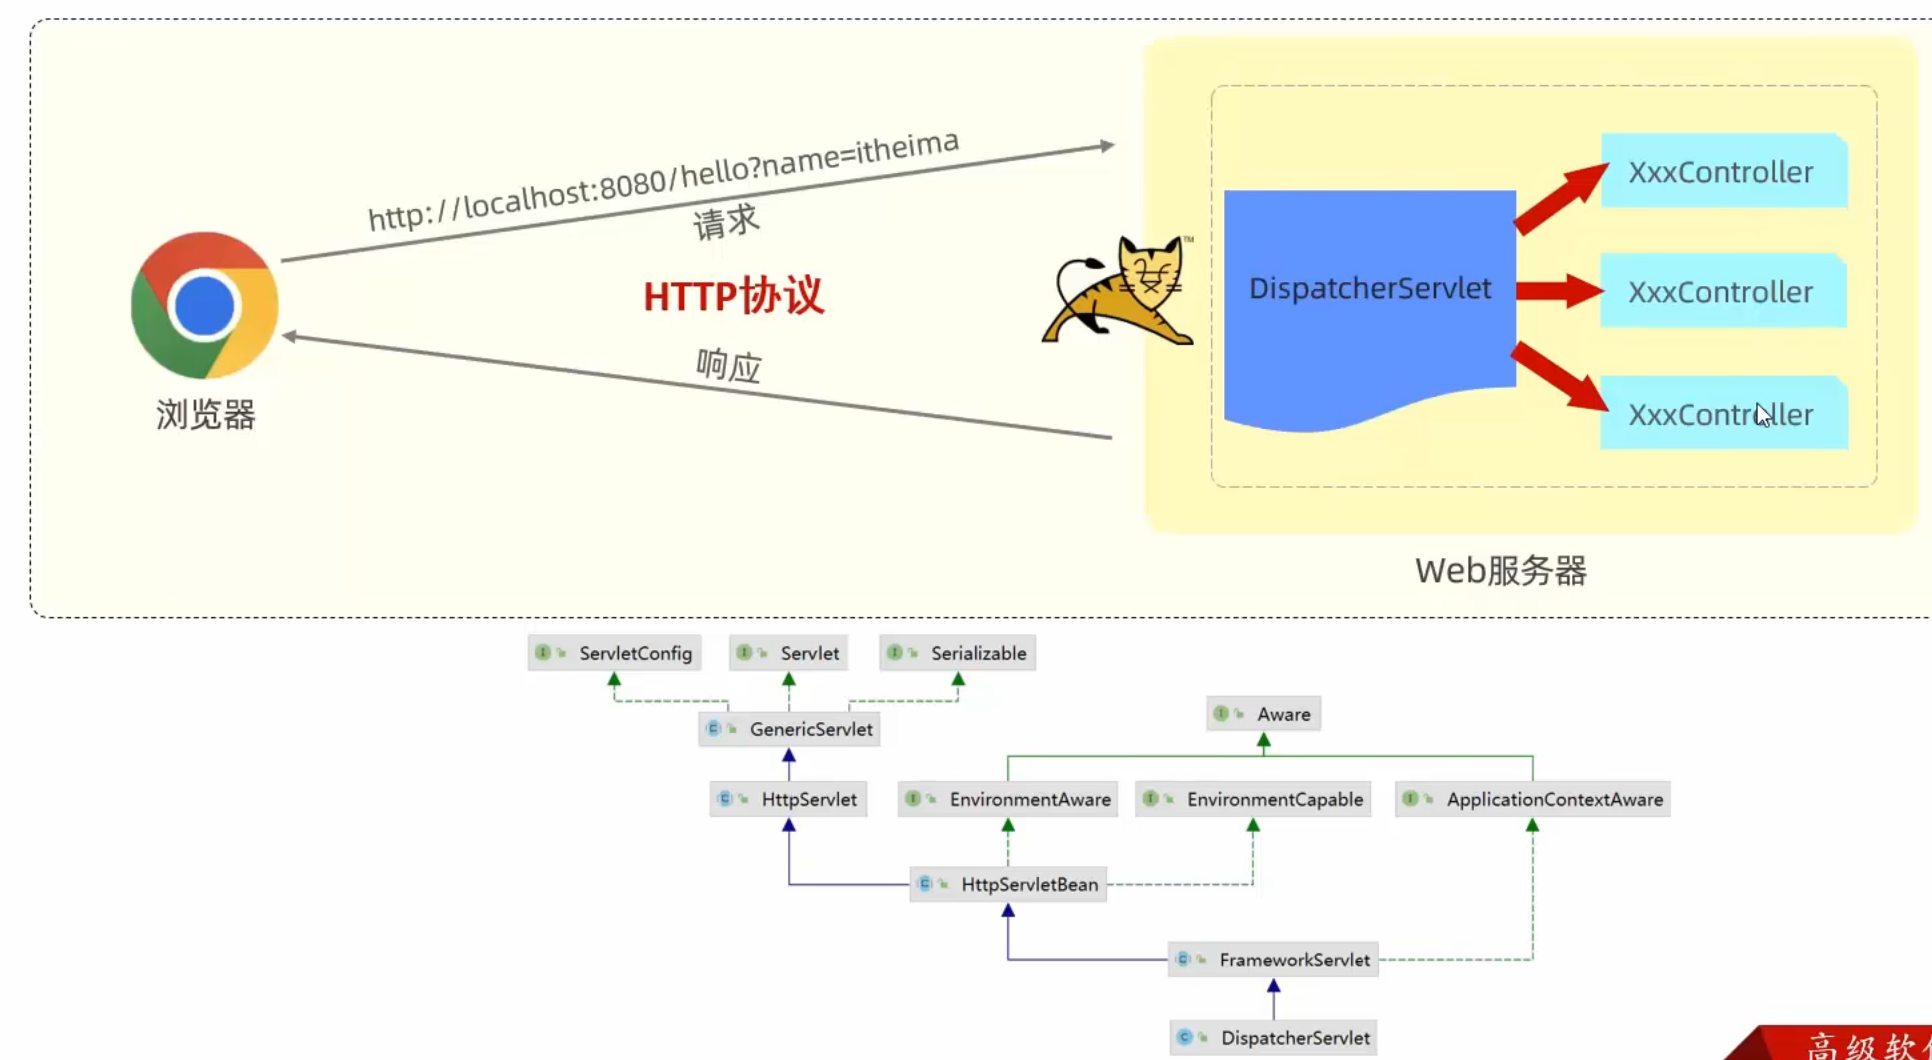 http://localhost:8080/hello?name=itheima
请求
HTTP协议
响应
浏览器
DispatcherServlet
XxxController
XxxController
XxxController
TM
Web服务器
ServletConfig
Servlet
Serializable
GenericServlet
Aware
HttpServlet
EnvironmentAware
EnvironmentCapable
ApplicationContextAware
HttpServletBean
FrameworkServlet
DispatcherServlet
高级软